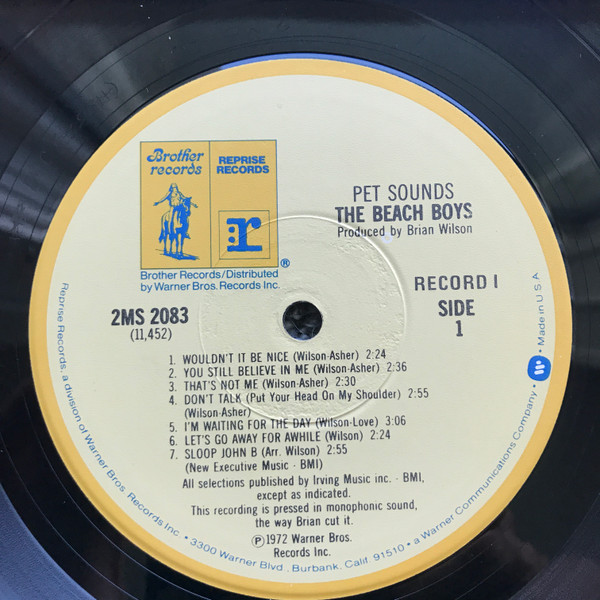 Brother
records
REPRISE
RECORDS
:r
®
Brother Records/Distributed
by Warner Bros. Records Inc.
PET SOUNDS
THE BEACH BOYS
Produced by Brian Wilson
2MS 2083
(11,452)
RECORD I
SIDE
1
1. WOULDN'T IT BE NICE (Wilson-Asher) 2:24
2. YOU STILL BELIEVE IN ME (Wilson-Asher) 2:36
3. THAT'S NOT ME (Wilson-Asher) 2:30
4. DON'T TALK (Put Your Head On My Shoulder) 2:55
(Wilson-Asher)
5. I'M WAITING FOR THE DAY (Wilson-Love) 3:06
6. LET'S GO AWAY FOR AWHILE (Wilson) 2:24
7. SLOOP JOHN B (Arr. Wilson) 2:55
(New Executive Music - BMI)
All selections published by Irving Music inc. - BMI,
except as indicated.
This recording is pressed in monophonic sound,
the way Brian cut it.
℗1972 Warner Bros.
Records Inc.
Reprise Records, a division of Warner Bros. Records Inc. • 3300 Warner Blvd., Burbank, Calif. 91510 • a Warner Communications Company • W • Made in U S A